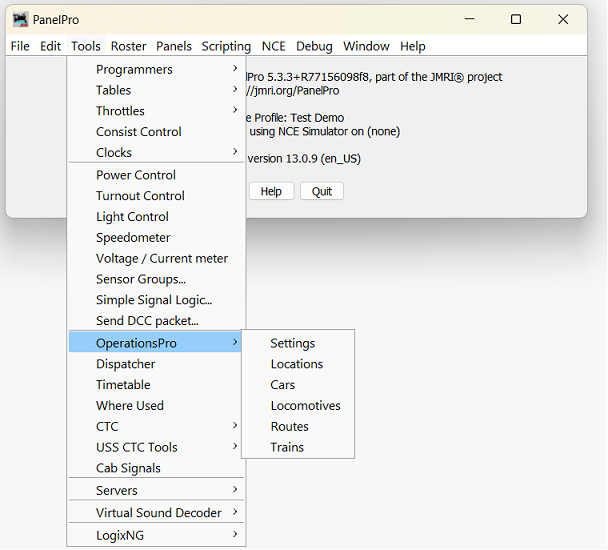 PanelPro
File Edit Tools Roster Panels Scripting NCE Debug Window Help
Pro 5.3.3+R77156098f8, part of the JMRI® project
//jmri.org/PanelPro
Profile: Test Demo
using NCE Simulator on (none)
version 13.0.9 (en_US)
Help Quit
Programmers
Tables
Throttles
Consist Control
Clocks
Power Control
Turnout Control
Light Control
Speedometer
Voltage / Current meter
Sensor Groups...
Simple Signal Logic...
Send DCC packet...
OperationsPro
Dispatcher
Timetable
Where Used
CTC
USS CTC Tools
Cab Signals
Servers
Virtual Sound Decoder
LogixNG
Settings
Locations
Cars
Locomotives
Routes
Trains